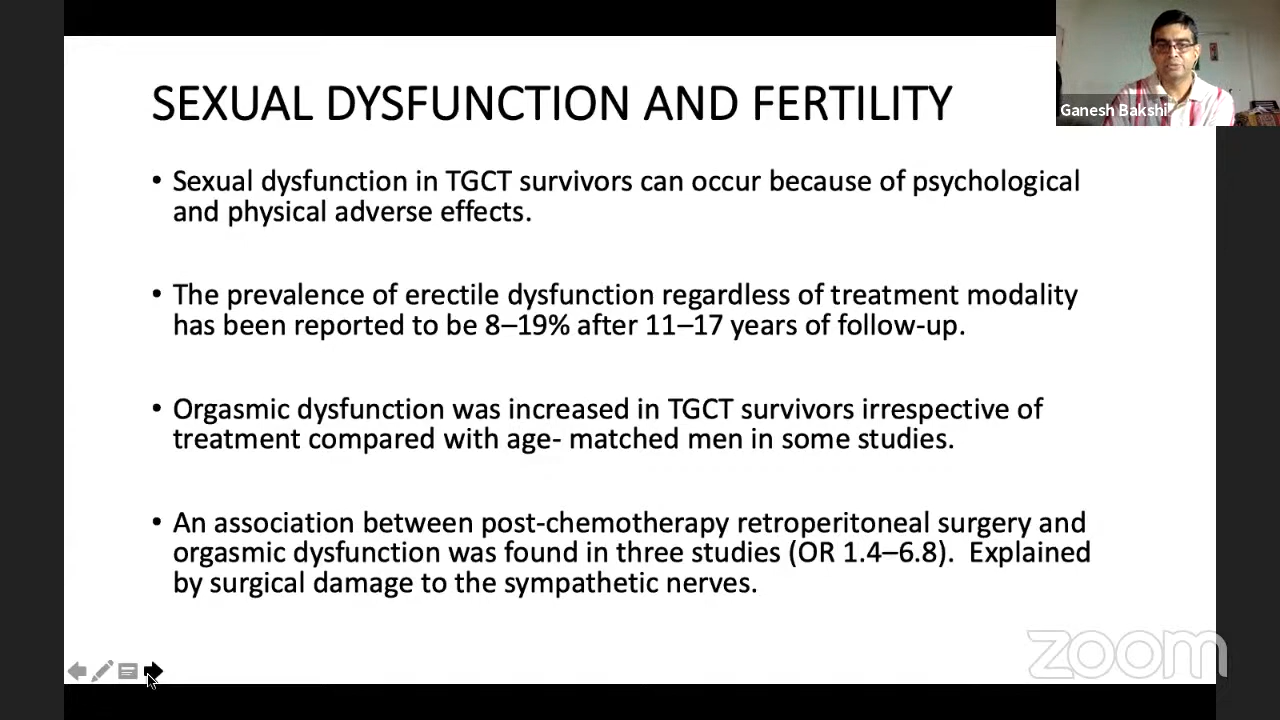 SEXUAL DYSFUNCTION AND FERTILITY
Ganesh Bakshi
• Sexual dysfunction in TGCT survivors can occur because of psychological
and physical adverse effects.
• The prevalence of erectile dysfunction regardless of treatment modality
has been reported to be 8–19% after 11–17 years of follow-up.
• Orgasmic dysfunction was increased in TGCT survivors irrespective of
treatment compared with age- matched men in some studies.
• An association between post-chemotherapy retroperitoneal surgery and
orgasmic dysfunction was found in three studies (OR 1.4–6.8).  Explained
by surgical damage to the sympathetic nerves.
zoom